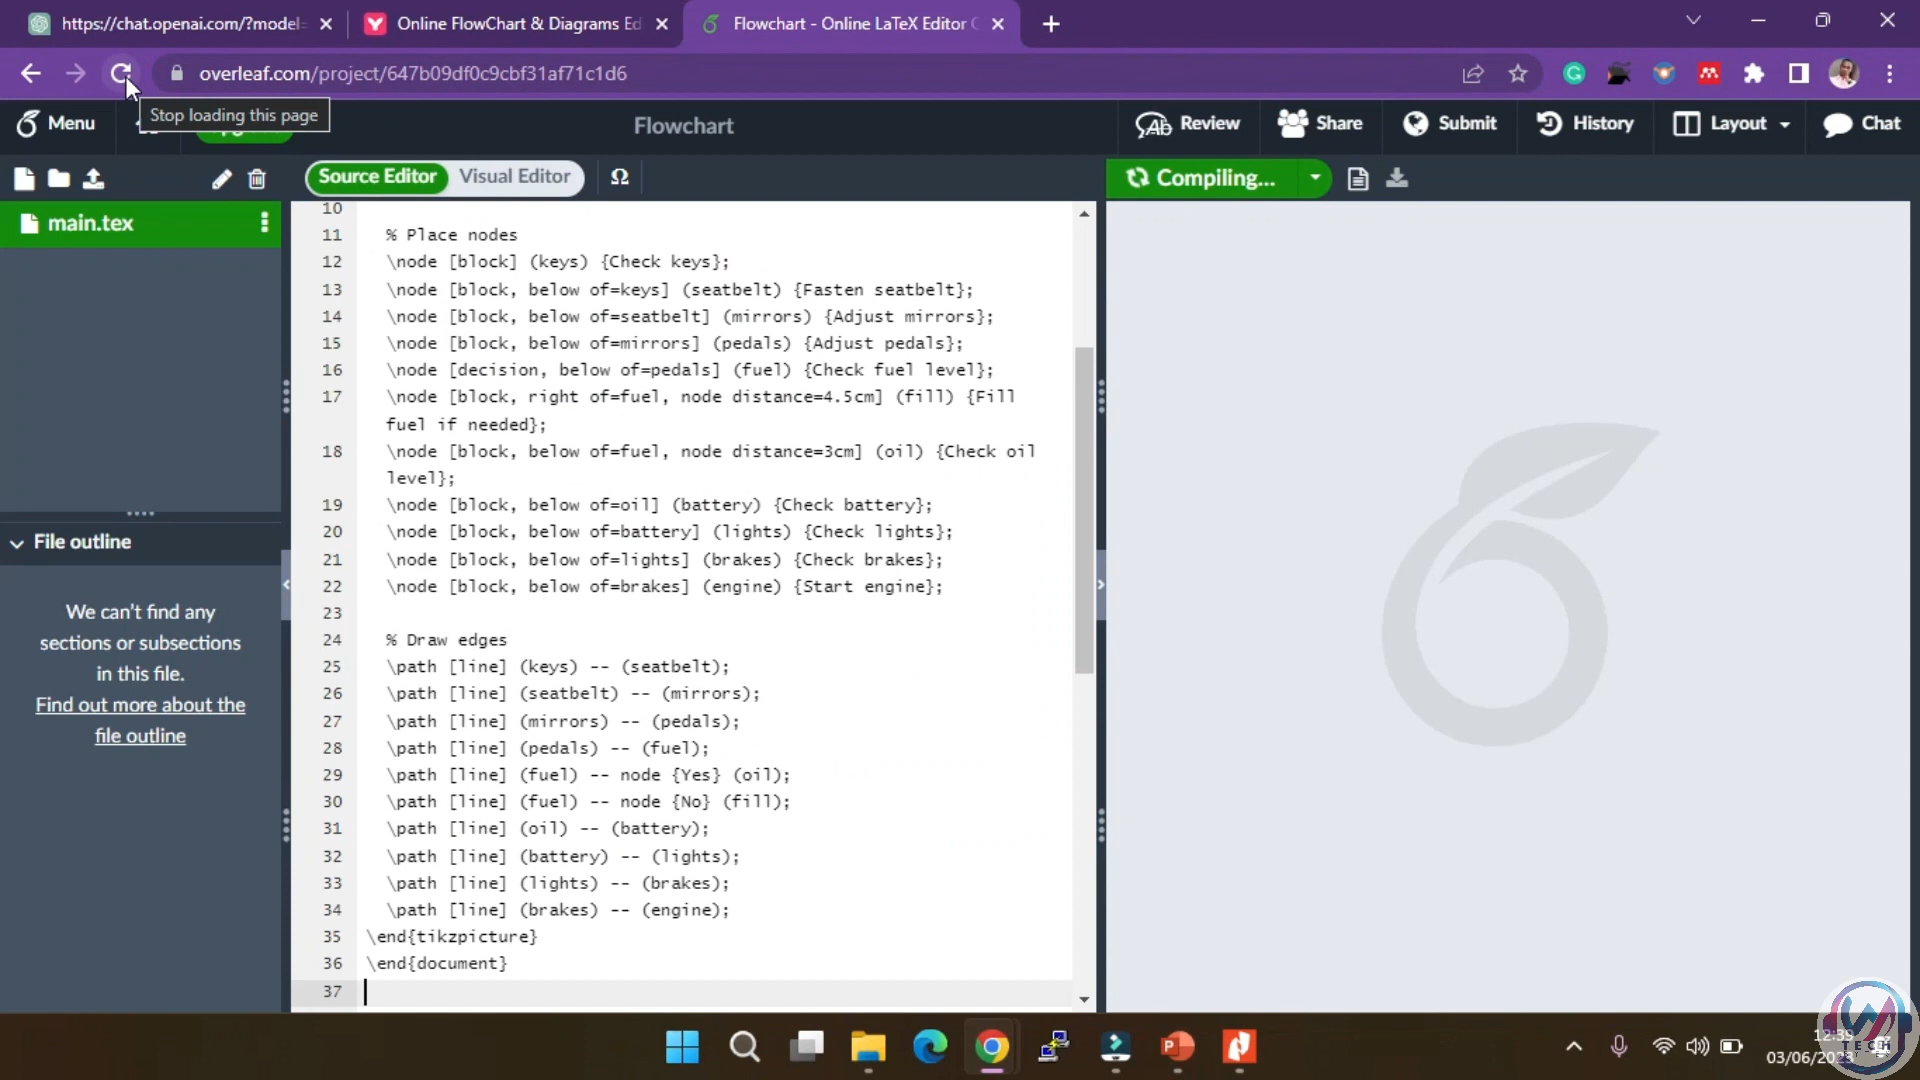 https://chat.openai.com/?model=
Online FlowChart & Diagrams Ed
Flowchart - Online LaTeX Editor
overleaf.com/project/647b09df0c9cbf31af71c1d6
Stop loading this page
Menu
Flowchart
Review
Share
Submit
History
Layout
Chat
Source Editor
Visual Editor
Ω
Compiling...
main.tex
File outline
We can't find any
sections or subsections
in this file.
Find out more about the
file outline
10
11 % Place nodes
12 \node [block] (keys) {Check keys};
13 \node [block, below of=keys] (seatbelt) {Fasten seatbelt};
14 \node [block, below of=seatbelt] (mirrors) {Adjust mirrors};
15 \node [block, below of=mirrors] (pedals) {Adjust pedals};
16 \node [decision, below of=pedals] (fuel) {Check fuel level};
17 \node [block, right of=fuel, node distance=4.5cm] (fill) {Fill
fuel if needed};
18 \node [block, below of=fuel, node distance=3cm] (oil) {Check oil
level};
19 \node [block, below of=oil] (battery) {Check battery};
20 \node [block, below of=battery] (lights) {Check lights};
21 \node [block, below of=lights] (brakes) {Check brakes};
22 \node [block, below of=brakes] (engine) {Start engine};
23
24 % Draw edges
25 \path [line] (keys) -- (seatbelt);
26 \path [line] (seatbelt) -- (mirrors);
27 \path [line] (mirrors) -- (pedals);
28 \path [line] (pedals) -- (fuel);
29 \path [line] (fuel) -- node {Yes} (oil);
30 \path [line] (fuel) -- node {No} (fill);
31 \path [line] (oil) -- (battery);
32 \path [line] (battery) -- (lights);
33 \path [line] (lights) -- (brakes);
34 \path [line] (brakes) -- (engine);
35 \end{tikzpicture}
36 \end{document}
37
12:39
TECH